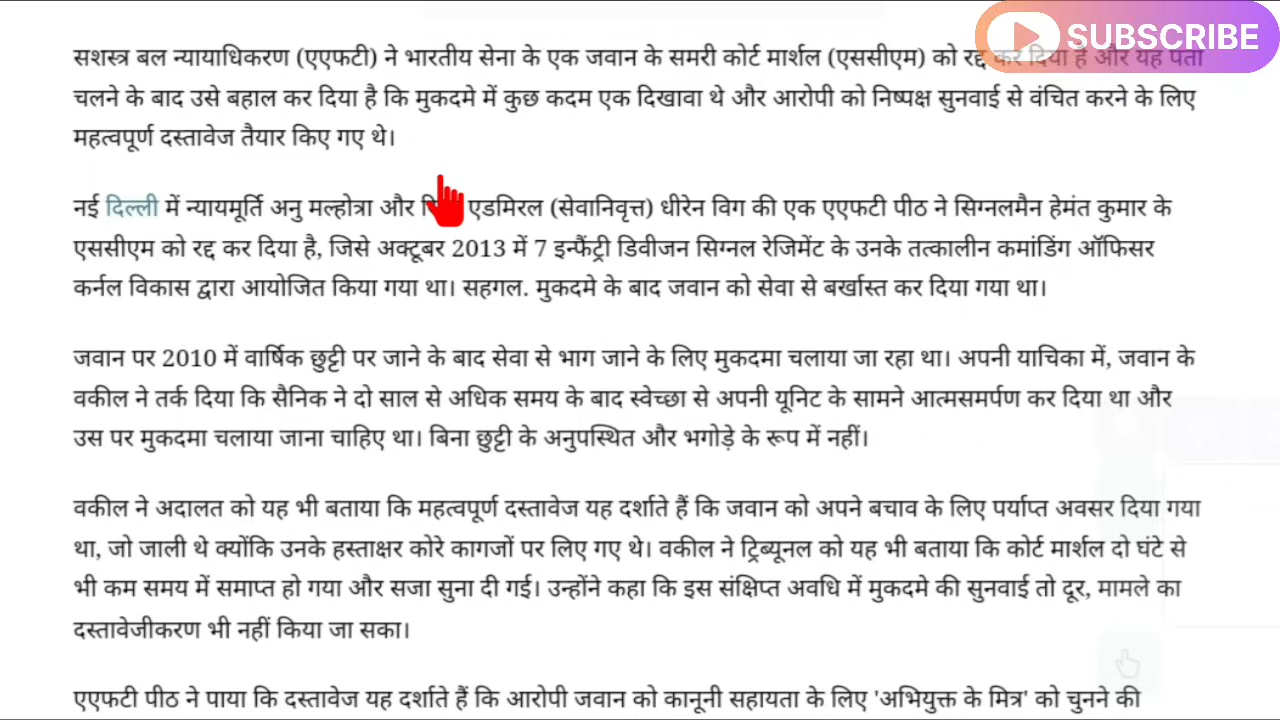 SUBSCRIBE
सशस्त्र बल न्यायाधिकरण (एएफटी) ने भारतीय सेना के एक जवान के समरी कोर्ट मार्शल (एससीएम) को रद्द कर दिया है और यह पता
चलने के बाद उसे बहाल कर दिया है कि मुकदमे में कुछ कदम एक दिखावा थे और आरोपी को निष्पक्ष सुनवाई से वंचित करने के लिए
महत्वपूर्ण दस्तावेज तैयार किए गए थे।
नई दिल्ली में न्यायमूर्ति अनु मल्होत्रा और एडमिरल (सेवानिवृत्त) धीरेन विग की एक एएफटी पीठ ने सिग्नलमैन हेमंत कुमार के
एससीएम को रद्द कर दिया है, जिसे अक्टूबर 2013 में 7 इन्फैंट्री डिवीजन सिग्नल रेजिमेंट के उनके तत्कालीन कमांडिंग ऑफिसर
कर्नल विकास द्वारा आयोजित किया गया था। सहगल. मुकदमे के बाद जवान को सेवा से बर्खास्त कर दिया गया था।
जवान पर 2010 में वार्षिक छुट्टी पर जाने के बाद सेवा से भाग जाने के लिए मुकदमा चलाया जा रहा था। अपनी याचिका में, जवान के
वकील ने तर्क दिया कि सैनिक ने दो साल से अधिक समय के बाद स्वेच्छा से अपनी यूनिट के सामने आत्मसमर्पण कर दिया था और
उस पर मुकदमा चलाया जाना चाहिए था। बिना छुट्टी के अनुपस्थित और भगोड़े के रूप में नहीं।
वकील ने अदालत को यह भी बताया कि महत्वपूर्ण दस्तावेज यह दर्शाते हैं कि जवान को अपने बचाव के लिए पर्याप्त अवसर दिया गया
था, जो जाली थे क्योंकि उनके हस्ताक्षर कोरे कागजों पर लिए गए थे। वकील ने ट्रिब्यूनल को यह भी बताया कि कोर्ट मार्शल दो घंटे से
भी कम समय में समाप्त हो गया और सजा सुना दी गई। उन्होंने कहा कि इस संक्षिप्त अवधि में मुकदमे की सुनवाई तो दूर, मामले का
दस्तावेजीकरण भी नहीं किया जा सका।
एएफटी पीठ ने पाया कि दस्तावेज यह दर्शाते हैं कि आरोपी जवान को कानूनी सहायता के लिए 'अभियुक्त के मित्र' को चुनने की